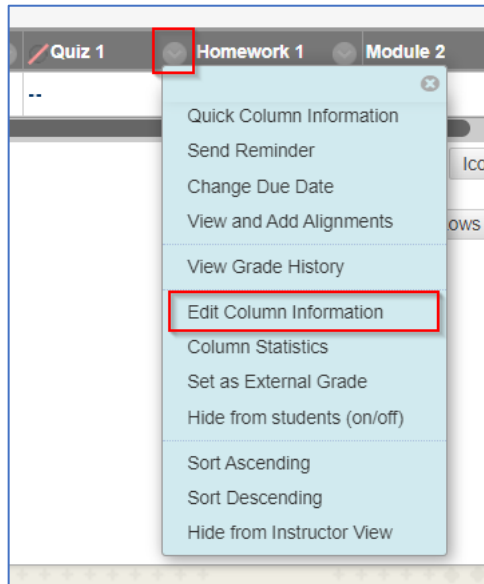 Quiz 1 Homework 1 Module 2
--
Quick Column Information
Send Reminder
Ico
Change Due Date
View and Add Alignments
ows
View Grade History
Edit Column Information
Column Statistics
Set as External Grade
Hide from students (on/off)
Sort Ascending
Sort Descending
Hide from Instructor View